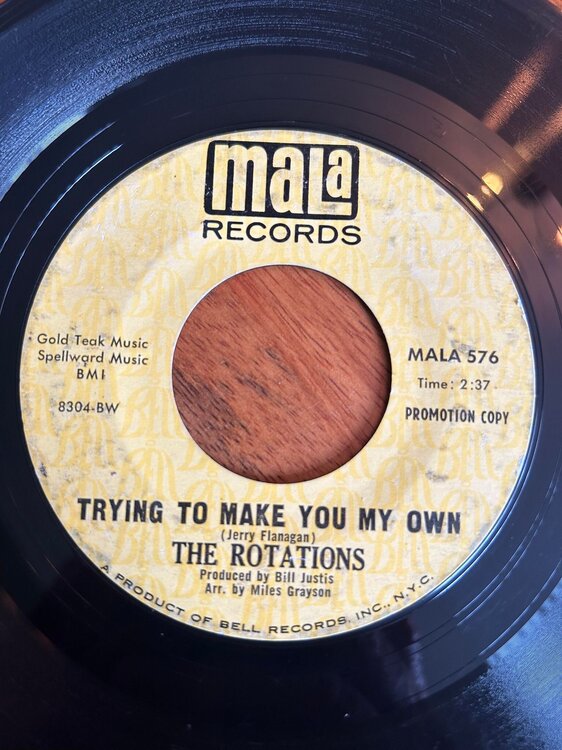 mala
RECORDS
Gold Teak Music
Spellward Music
BMI
8304-BW
MALA 576
Time: 2:37
PROMOTION COPY
TRYING TO MAKE YOU MY OWN
(Jerry Flanagan)
THE ROTATIONS
Produced by Bill Justis
Arr. by Miles Grayson
A PRODUCT OF BELL RECORDS, INC., N.Y.C.